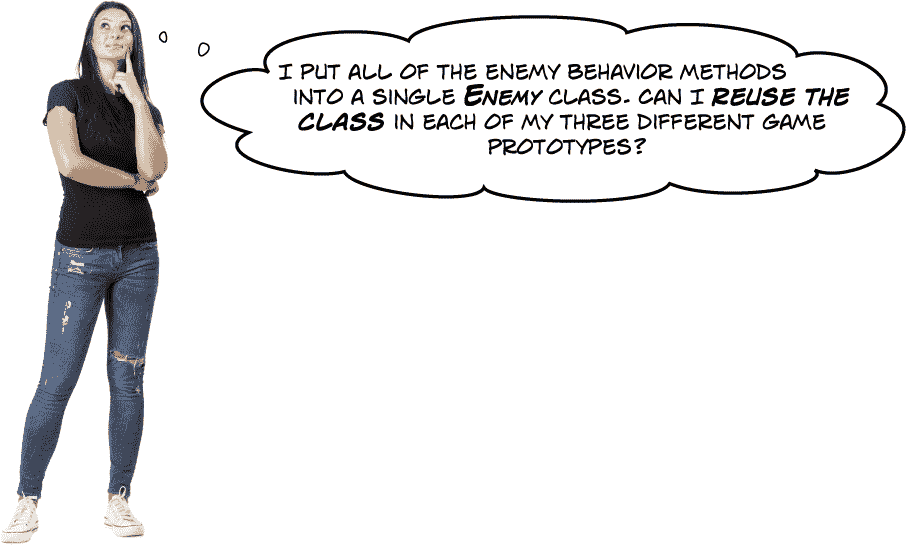 I PUT ALL OF THE ENEMY BEHAVIOR METHODS
INTO A SINGLE ENEMY CLASS. CAN I REUSE THE
CLASS IN EACH OF MY THREE DIFFERENT GAME
PROTOTYPES?